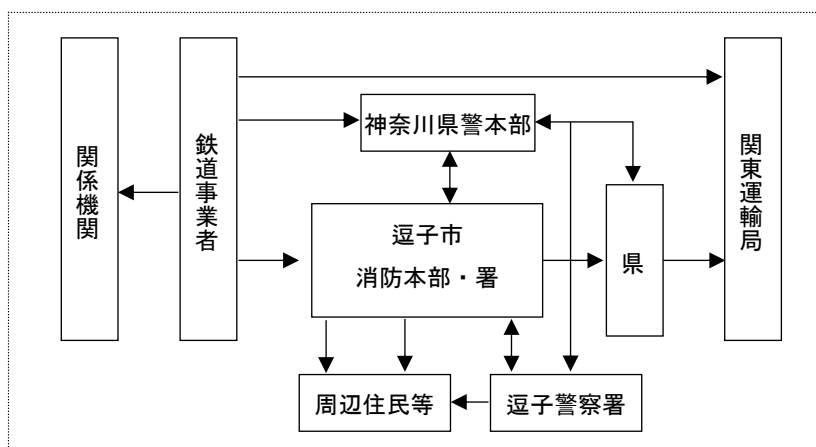 関係機関
鉄道事業者
神奈川県警本部
逗子市
消防本部・署
県
関東運輸局
周辺住民等
逗子警察署